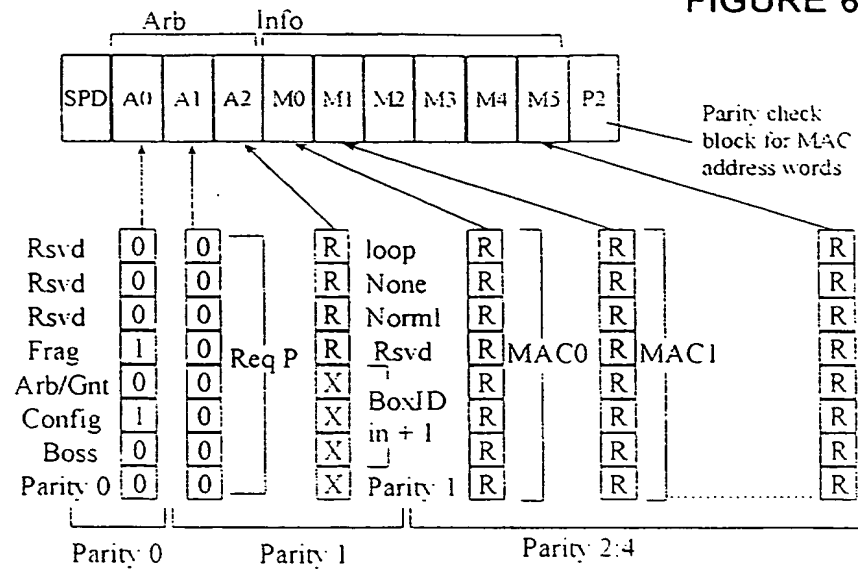 FIGURE 6
Arb Info
SPD A0 A1 A2 M0 M1 M2 M3 M4 M5 P2
Parity check
block for MAC
address words
Rsvd 0 0 R loop R R R
Rsvd 0 0 R None R R R
Rsvd 0 0 R Norml R R R
Frag 1 0 Req P R Rsvd R MAC0 R MAC1 R
Arb/Gnt 0 0 X R R R
Config 1 0 X BoxID R R R
Boss 0 0 X in + 1 R R R
Parity 0 0 0 X Parity 1 R R R
Parity 0 Parity 1 Parity 2:4